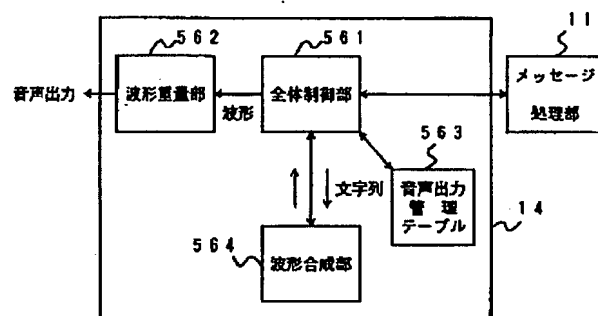 562
561
11
音声出力
波形重量部
波形
全体制御部
メッセージ
処理部
563
文字列
音声出力
管理
テーブル
14
564
波形合成部